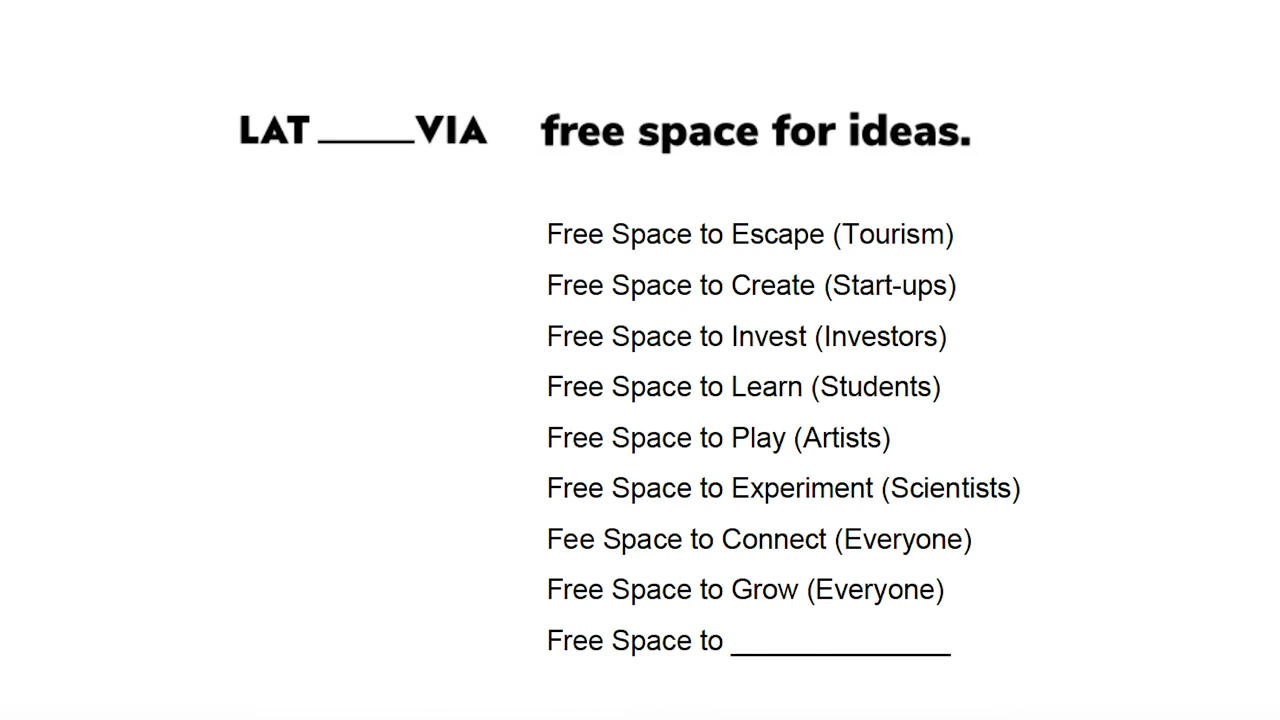 LAT _____VIA free space for ideas.
Free Space to Escape (Tourism)
Free Space to Create (Start-ups)
Free Space to Invest (Investors)
Free Space to Learn (Students)
Free Space to Play (Artists)
Free Space to Experiment (Scientists)
Fee Space to Connect (Everyone)
Free Space to Grow (Everyone)
Free Space to ______________